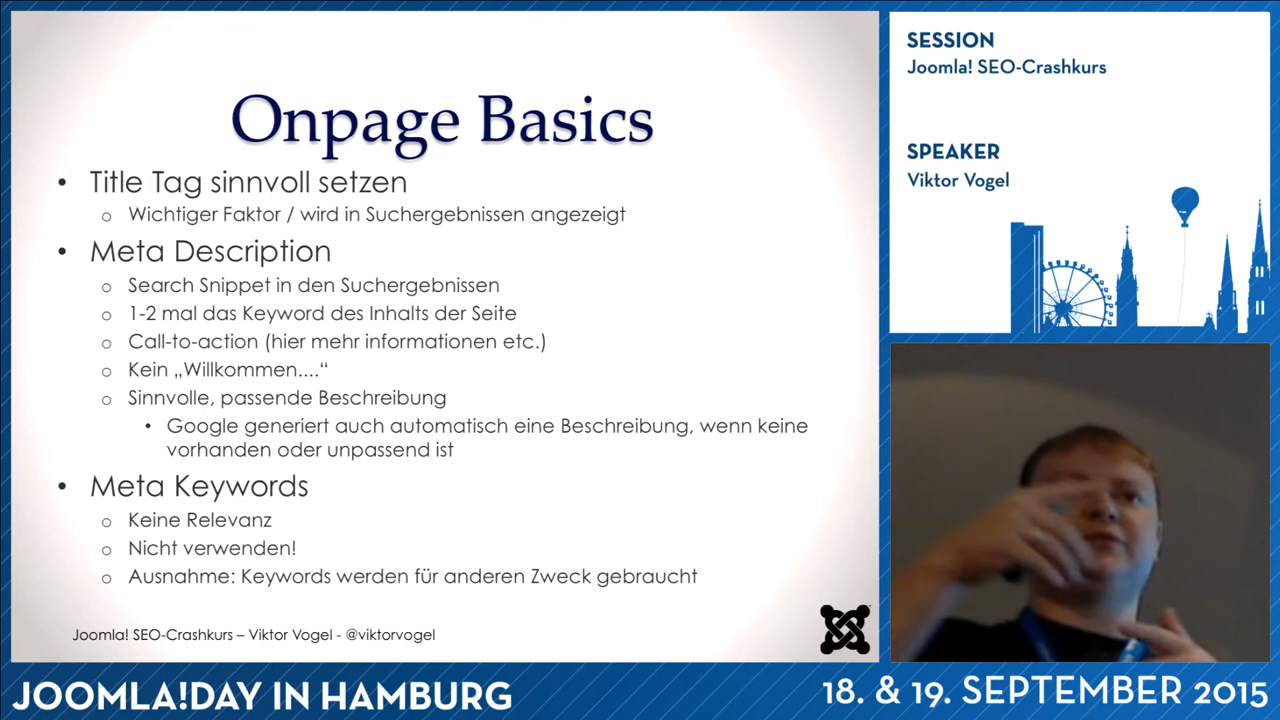 Onpage Basics
• Title Tag sinnvoll setzen
o Wichtiger Faktor / wird in Suchergebnissen angezeigt
• Meta Description
o Search Snippet in den Suchergebnissen
o 1-2 mal das Keyword des Inhalts der Seite
o Call-to-action (hier mehr informationen etc.)
o Kein „Willkommen....“
o Sinnvolle, passende Beschreibung
• Google generiert auch automatisch eine Beschreibung, wenn keine
vorhanden oder unpassend ist
• Meta Keywords
o Keine Relevanz
o Nicht verwenden!
o Ausnahme: Keywords werden für anderen Zweck gebraucht
Joomla! SEO-Crashkurs – Viktor Vogel - @viktorvogel
SESSION
Joomla! SEO-Crashkurs
SPEAKER
Viktor Vogel
JOOMLA!DAY IN HAMBURG
18. & 19. SEPTEMBER 2015